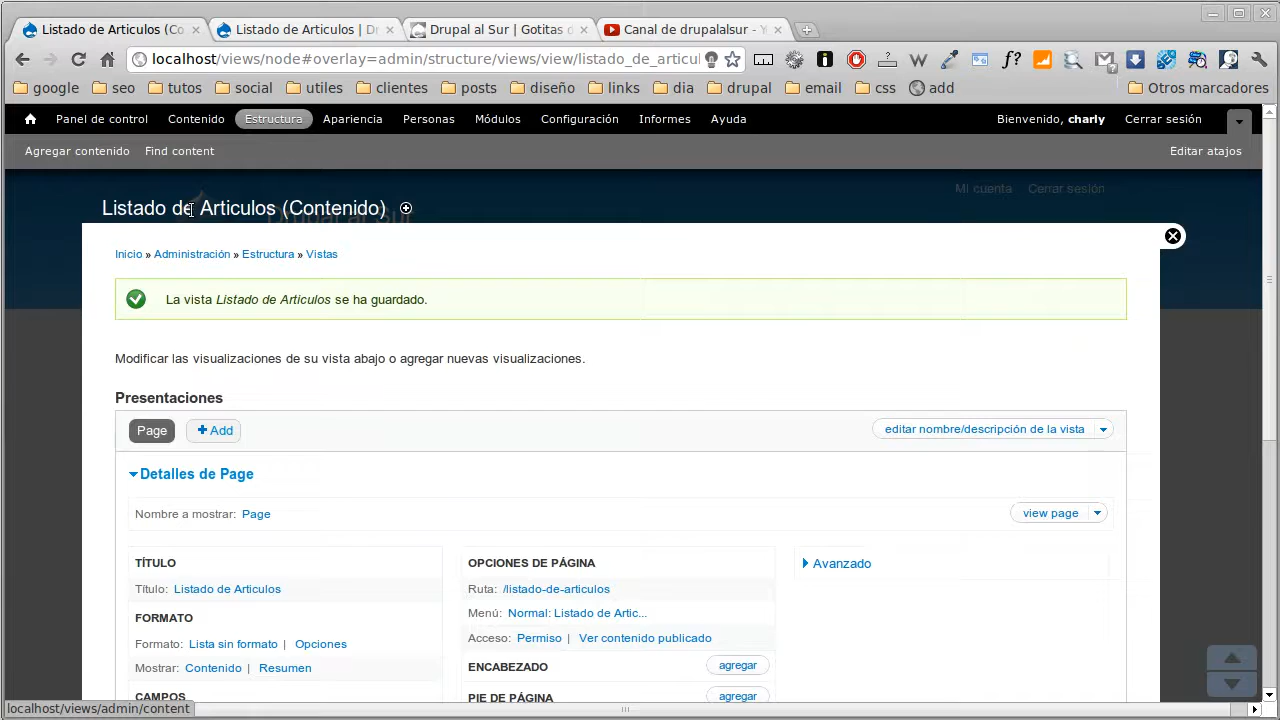 Listado de Articulos (Co
Listado de Articulos | D
Drupal al Sur | Gotitas d
Canal de drupalalsur - Y
localhost/views/node#overlay=admin/structure/views/view/listado_de_articul
google seo tutos social utiles clientes posts diseño links dia drupal email css add Otros marcadores
Panel de control Contenido Estructura Apariencia Personas Módulos Configuración Informes Ayuda Bienvenido, charly Cerrar sesión
Agregar contenido Find content Editar atajos
Mi cuenta Cerrar sesión
Listado de Articulos (Contenido)
Drupal al sur
Inicio » Administración » Estructura » Vistas
La vista Listado de Articulos se ha guardado.
Modificar las visualizaciones de su vista abajo o agregar nuevas visualizaciones.
Presentaciones
Page Add editar nombre/descripción de la vista
Detalles de Page
Nombre a mostrar: Page view page
TÍTULO
Título: Listado de Articulos
FORMATO
Formato: Lista sin formato | Opciones
Mostrar: Contenido | Resumen
CAMPOS
OPCIONES DE PÁGINA
Ruta: /listado-de-articulos
Menú: Normal: Listado de Artic...
Acceso: Permiso | Ver contenido publicado
ENCABEZADO agregar
PIE DE PÁGINA agregar
Avanzado
localhost/views/admin/content